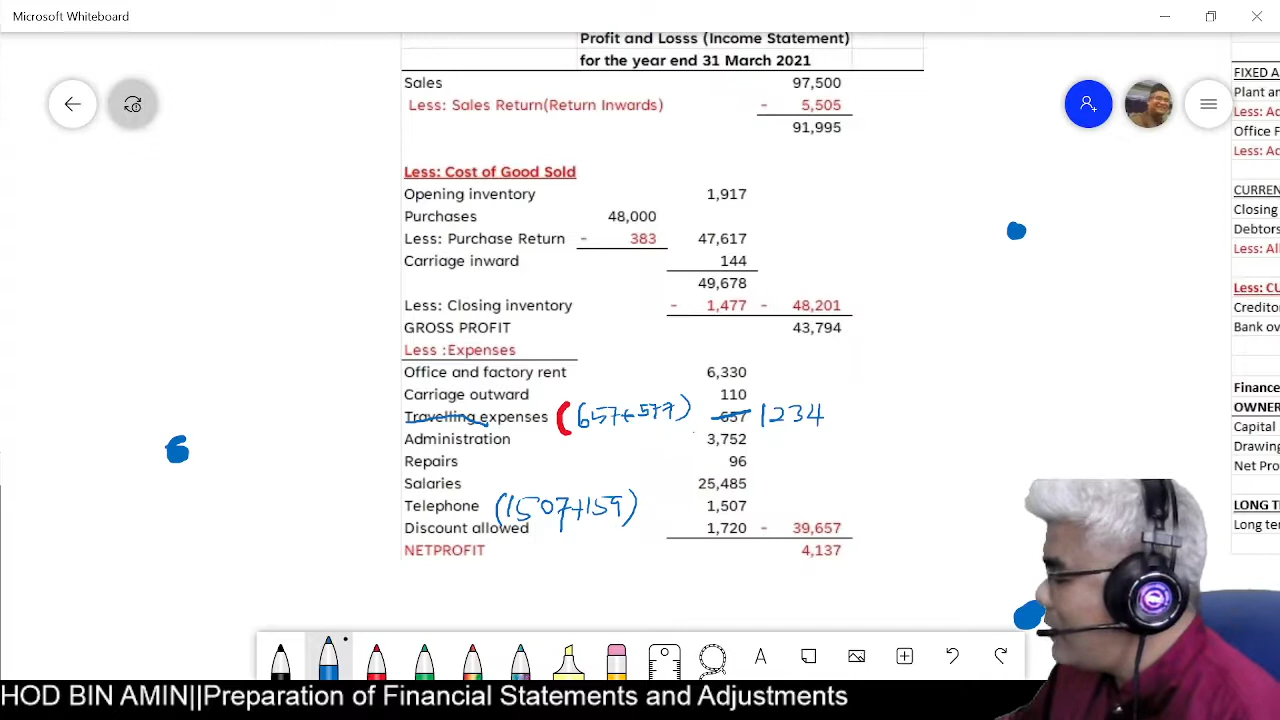 Microsoft Whiteboard
Profit and Losss (Income Statement)
for the year end 31 March 2021
Sales 97,500
Less: Sales Return(Return Inwards) - 5,505
91,995
Less: Cost of Good Sold
Opening inventory 1,917
Purchases 48,000
Less: Purchase Return - 383 47,617
Carriage inward 144
49,678
Less: Closing inventory - 1,477 - 48,201
GROSS PROFIT 43,794
Less :Expenses
Office and factory rent 6,330
Carriage outward 110
Travelling expenses (657+577) 657 1234
Administration 3,752
Repairs 96
Salaries 25,485
Telephone (1507+159) 1,507
Discount allowed 1,720 - 39,657
NETPROFIT 4,137
FIXED A
Plant an
Less: Ac
Office F
Less: Ac
CURREN
Closing
Debtors
Less: All
Less: CU
Creditor
Bank ov
Finance
OWNER
Capital
Drawing
Net Pro
LONG T
Long ter
HOD BIN AMIN||Preparation of Financial Statements and Adjustments